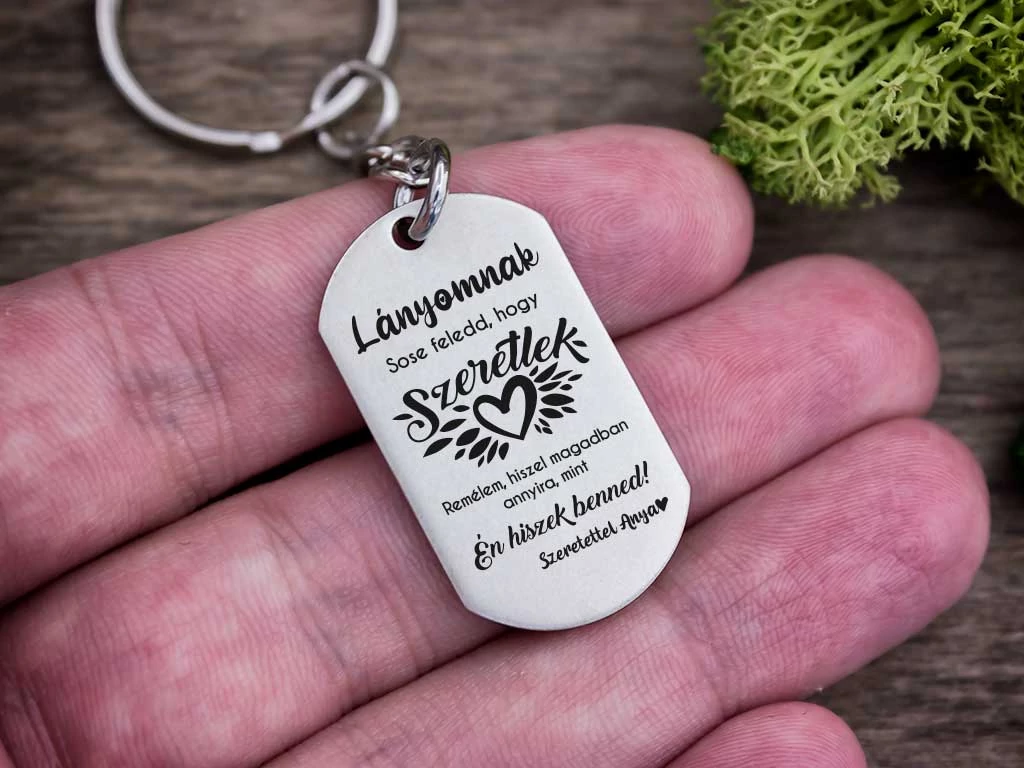 Lányomnak
Sose feledd, hogy
Szeretlek
Remélem, hiszel magadban
annyira, mint
Én hiszek benned!
Szeretettel Anya♥